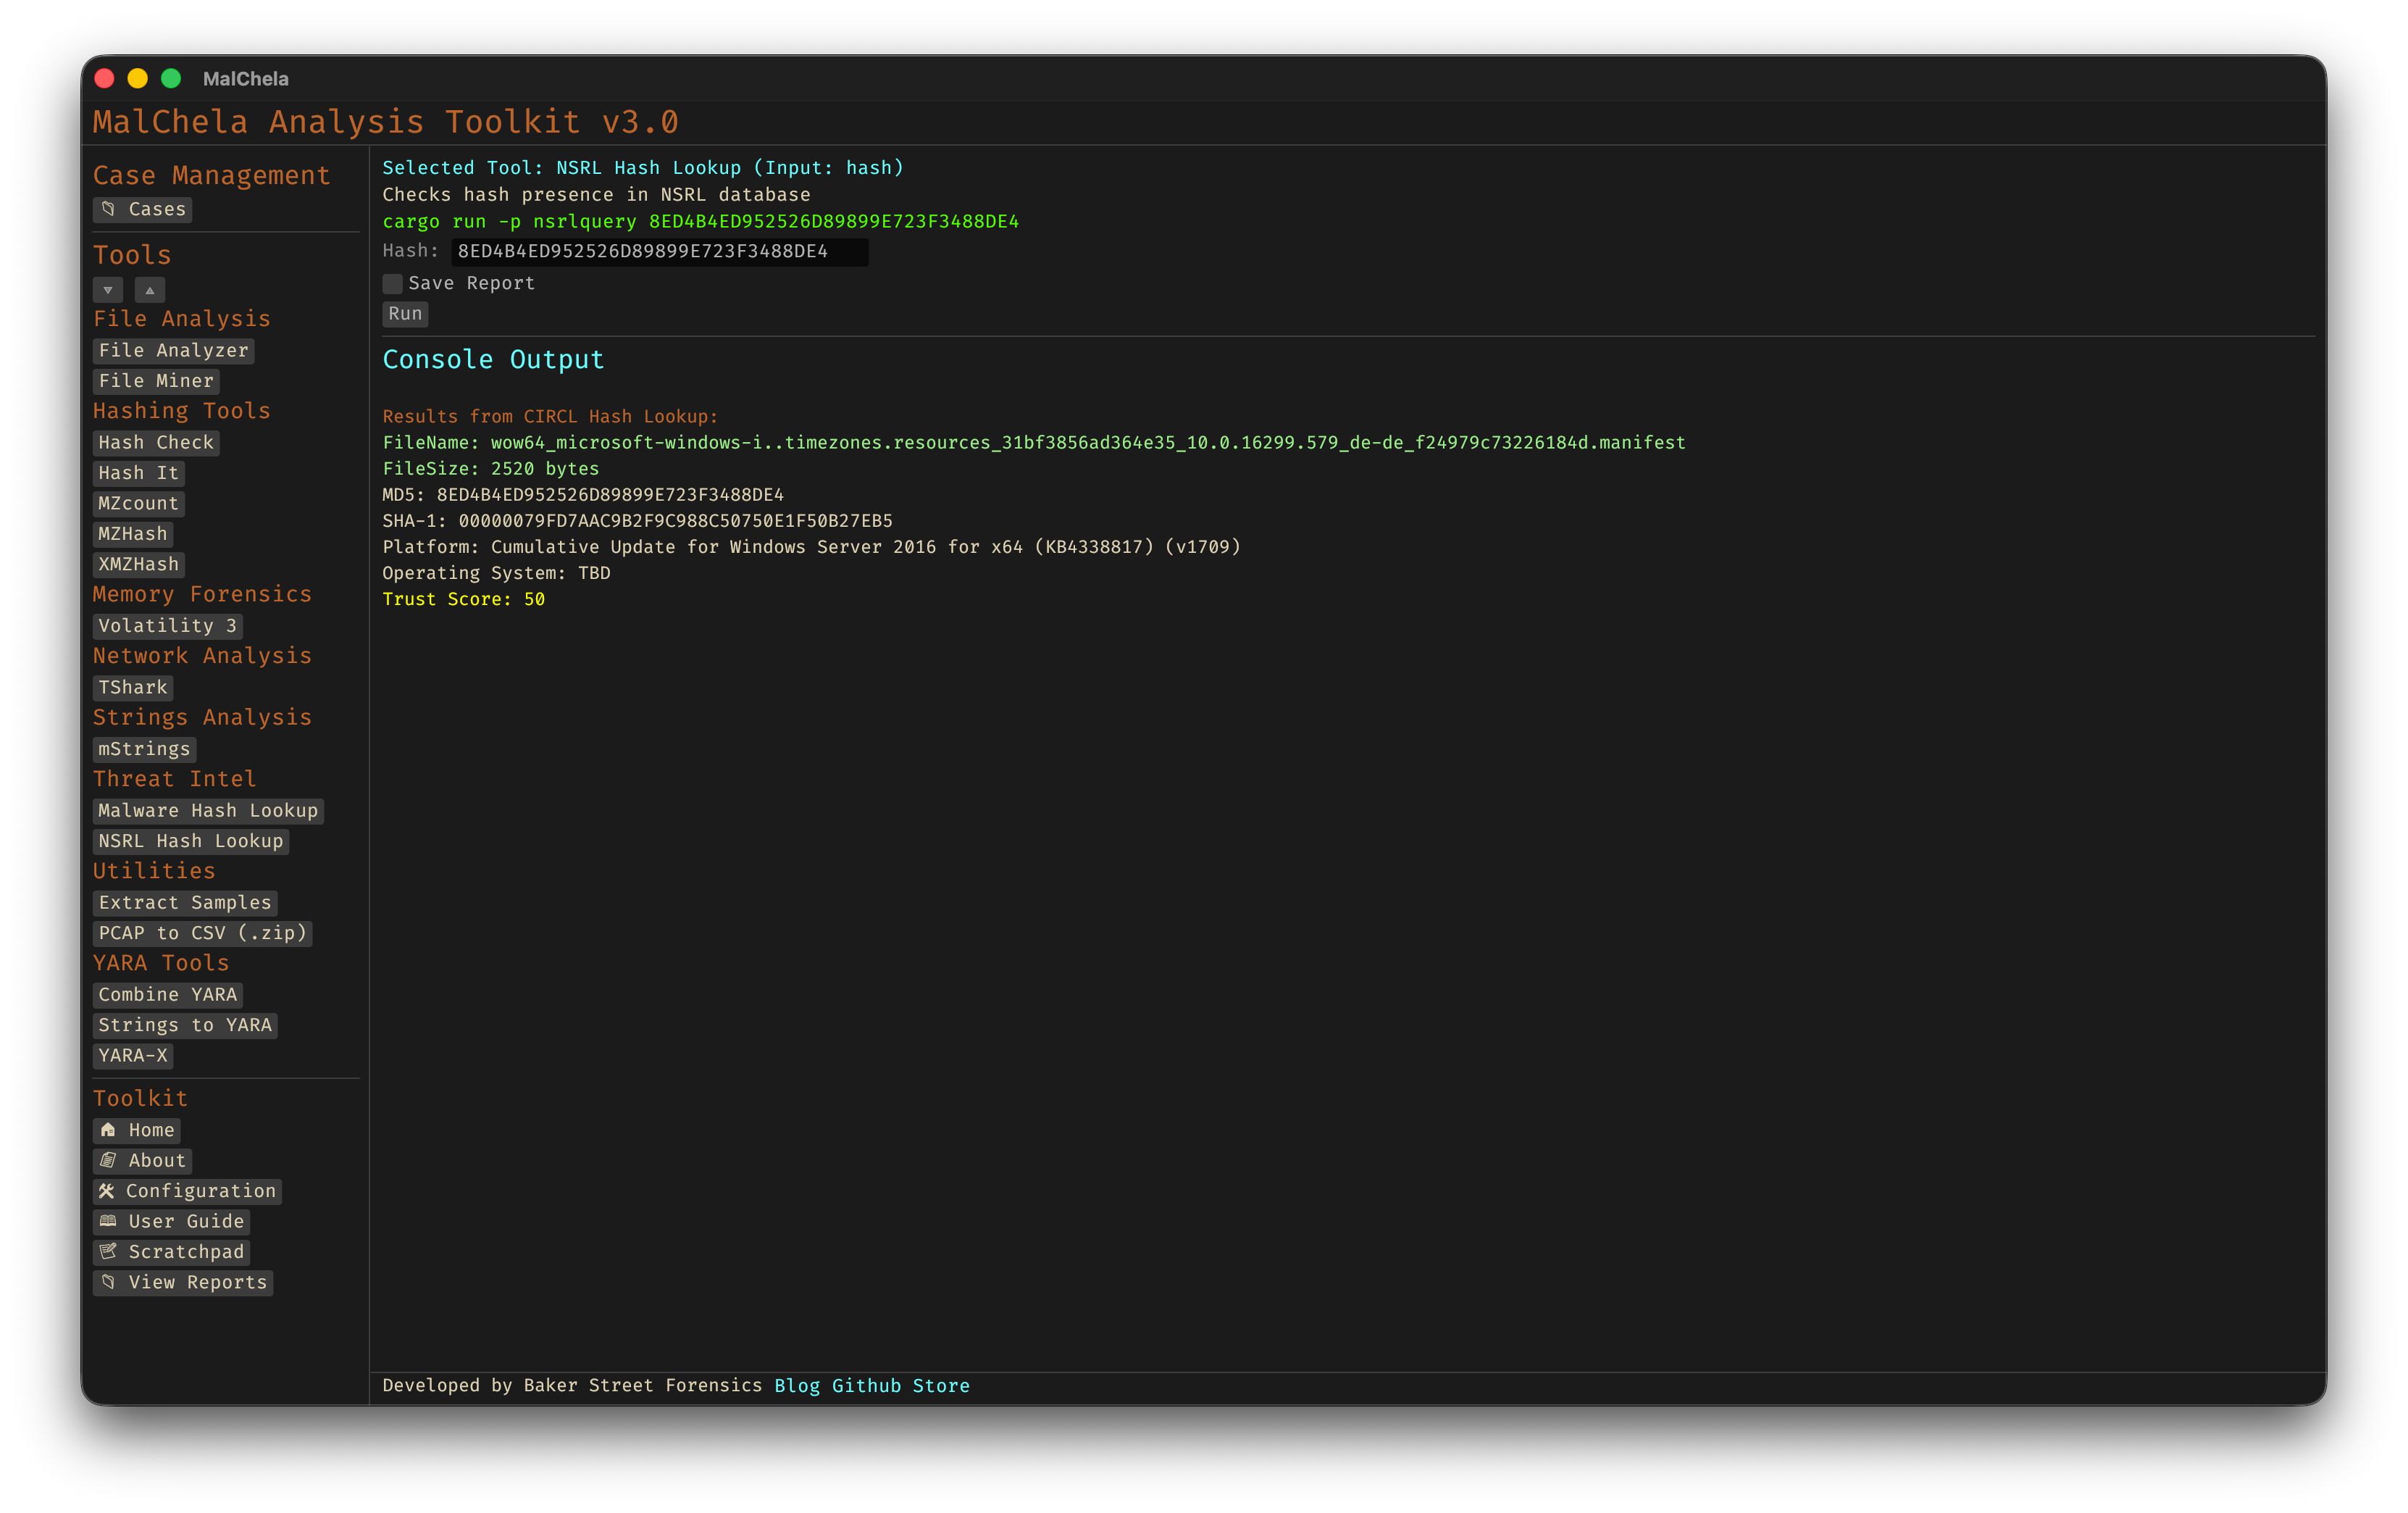 MalChela
MalChela Analysis Toolkit v3.0
Case Management
Cases
Tools
File Analysis
File Analyzer
File Miner
Hashing Tools
Hash Check
Hash It
MZcount
MZHash
XMZHash
Memory Forensics
Volatility 3
Network Analysis
TShark
Strings Analysis
mStrings
Threat Intel
Malware Hash Lookup
NSRL Hash Lookup
Utilities
Extract Samples
PCAP to CSV (.zip)
YARA Tools
Combine YARA
Strings to YARA
YARA-X
Toolkit
Home
About
Configuration
User Guide
Scratchpad
View Reports
Selected Tool: NSRL Hash Lookup (Input: hash)
Checks hash presence in NSRL database
cargo run -p nsrlquery 8ED4B4ED952526D89899E723F3488DE4
Hash: 8ED4B4ED952526D89899E723F3488DE4
Save Report
Run
Console Output
Results from CIRCL Hash Lookup:
FileName: wow64_microsoft-windows-i..timezones.resources_31bf3856ad364e35_10.0.16299.579_de-de_f24979c73226184d.manifest
FileSize: 2520 bytes
MD5: 8ED4B4ED952526D89899E723F3488DE4
SHA-1: 00000079FD7AAC9B2F9C988C50750E1F50B27EB5
Platform: Cumulative Update for Windows Server 2016 for x64 (KB4338817) (v1709)
Operating System: TBD
Trust Score: 50
Developed by Baker Street Forensics Blog Github Store